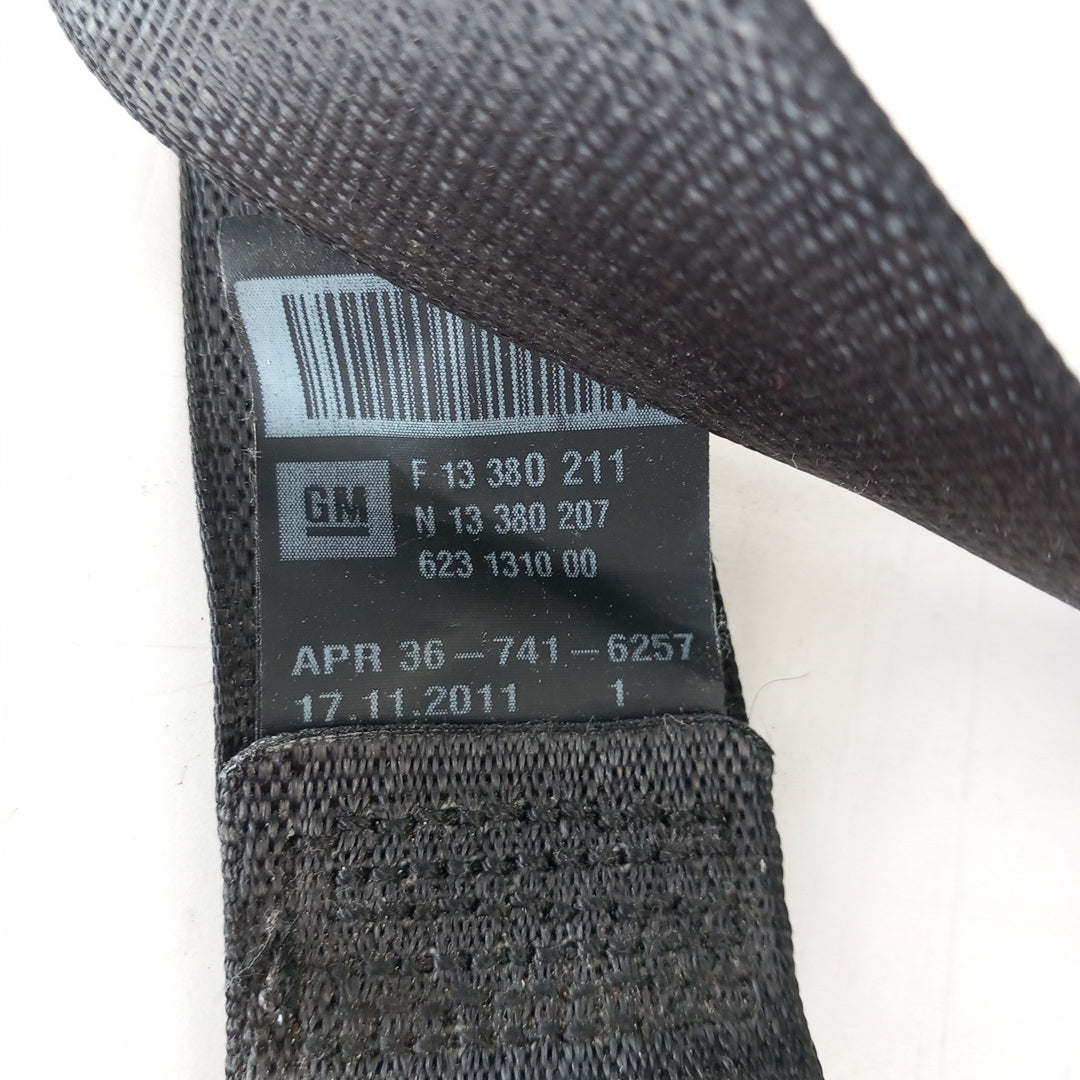 GM
F 13 380 211
N 13 380 207
623 1310 00
APR 36-741-6257
17.11.2011 1